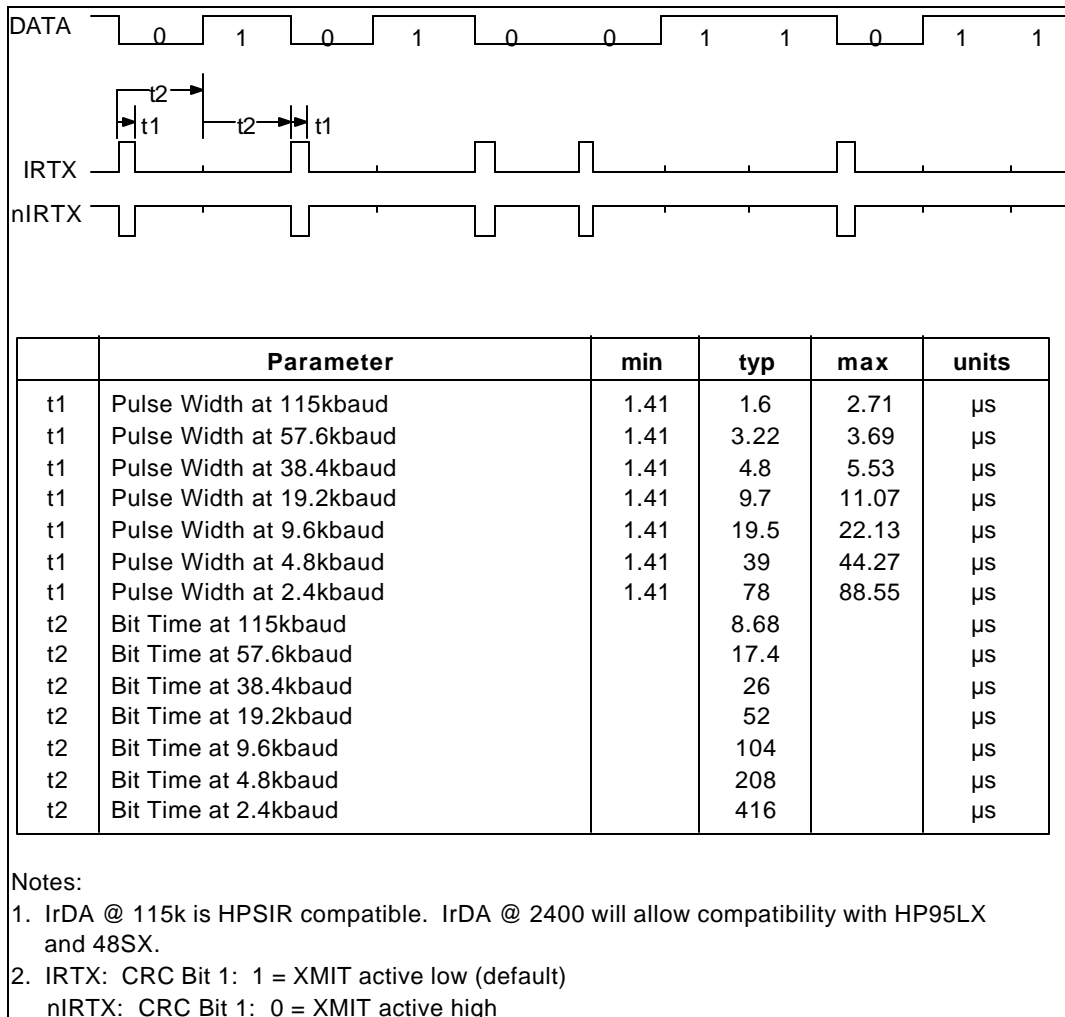 DATA 0 1 0 1 0 0 1 1 0 1 1
t2
t1 t2 t1
IRTX
nIRTX
Parameter min typ max units
t1 Pulse Width at 115kbaud 1.41 1.6 2.71 µs
t1 Pulse Width at 57.6kbaud 1.41 3.22 3.69 µs
t1 Pulse Width at 38.4kbaud 1.41 4.8 5.53 µs
t1 Pulse Width at 19.2kbaud 1.41 9.7 11.07 µs
t1 Pulse Width at 9.6kbaud 1.41 19.5 22.13 µs
t1 Pulse Width at 4.8kbaud 1.41 39 44.27 µs
t1 Pulse Width at 2.4kbaud 1.41 78 88.55 µs
t2 Bit Time at 115kbaud 8.68 µs
t2 Bit Time at 57.6kbaud 17.4 µs
t2 Bit Time at 38.4kbaud 26 µs
t2 Bit Time at 19.2kbaud 52 µs
t2 Bit Time at 9.6kbaud 104 µs
t2 Bit Time at 4.8kbaud 208 µs
t2 Bit Time at 2.4kbaud 416 µs
Notes:
1. IrDA @ 115k is HPSIR compatible. IrDA @ 2400 will allow compatibility with HP95LX
and 48SX.
2. IRTX: CRC Bit 1: 1 = XMIT active low (default)
nIRTX: CRC Bit 1: 0 = XMIT active high